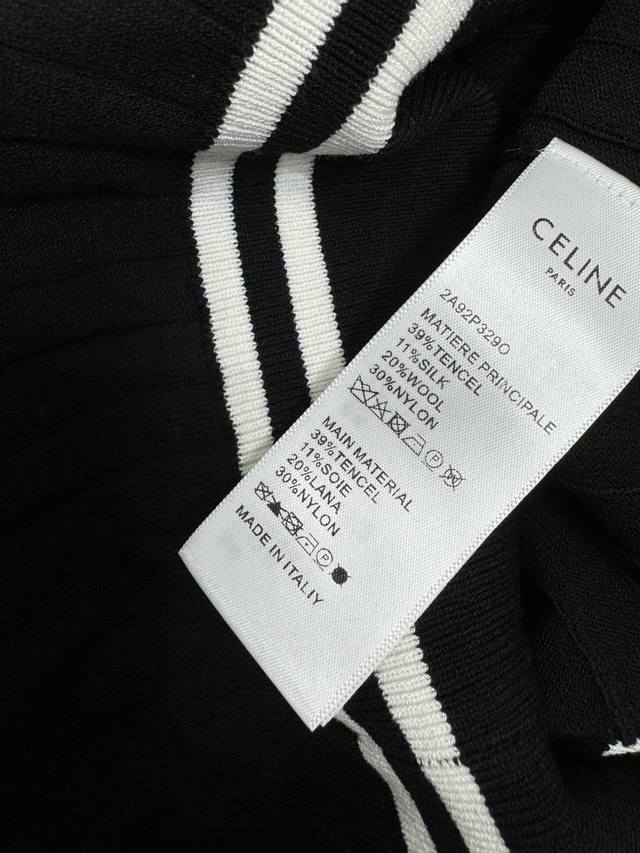 CELINE
PARIS
2A92P329O
MATIERE PRINCIPALE
39%TENCEL
11%SILK
20%WOOL
30%NYLON
MAIN MATERIAL
39%TENCEL
11%SOIE
20%LANA
30%NYLON
MADE IN ITALIY